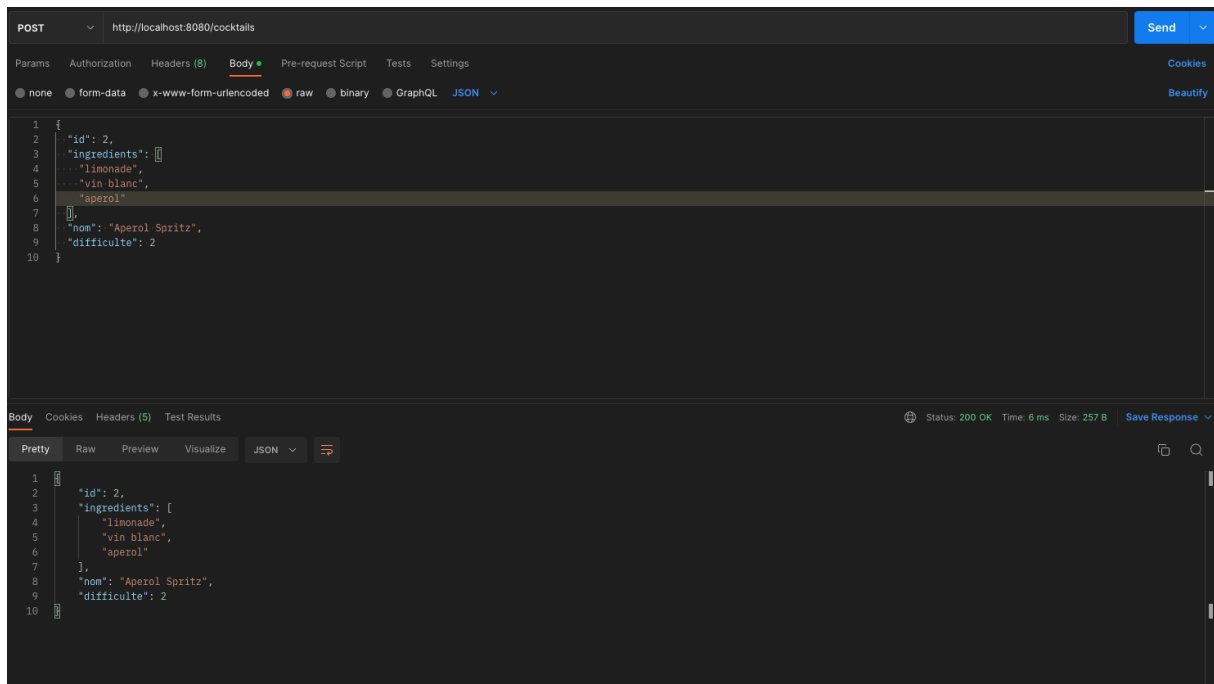 POST http://localhost:8080/cocktails Send
Params Authorization Headers (8) Body Pre-request Script Tests Settings Cookies
none form-data x-www-form-urlencoded raw binary GraphQL JSON Beautify
1 {
2 "id": 2,
3 "ingredients": [
4 "limonade",
5 "vin blanc",
6 "aperol"
7 ],
8 "nom": "Aperol Spritz",
9 "difficulte": 2
10 }
Body Cookies Headers (5) Test Results Status: 200 OK Time: 6 ms Size: 257 B Save Response
Pretty Raw Preview Visualize JSON
1 {
2 "id": 2,
3 "ingredients": [
4 "limonade",
5 "vin blanc",
6 "aperol"
7 ],
8 "nom": "Aperol Spritz",
9 "difficulte": 2
10 }